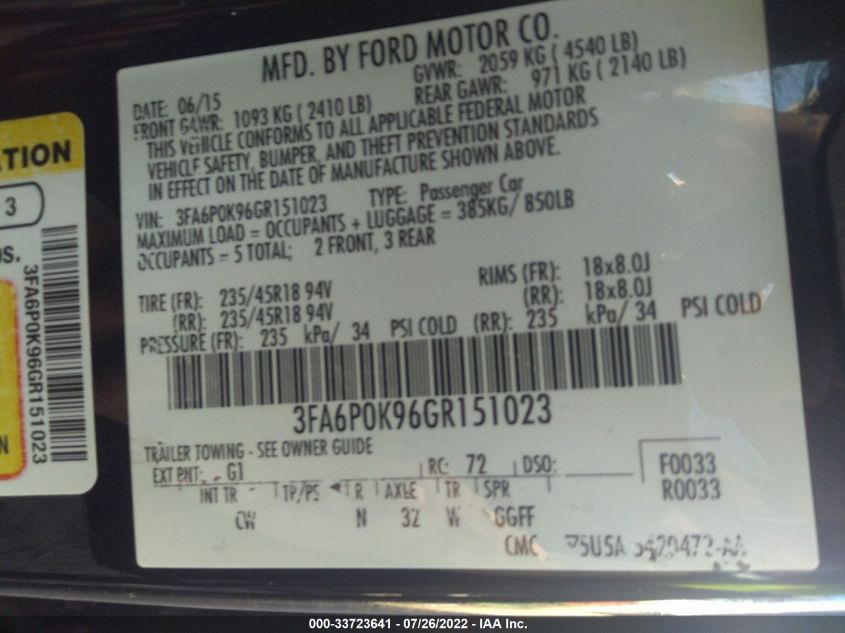 MFD. BY FORD MOTOR CO.
DATE: 06/15 GVWR: 2059 KG ( 4540 LB)
FRONT GAWR: 1093 KG ( 2410 LB) REAR GAWR: 971 KG ( 2140 LB)
THIS VEHICLE CONFORMS TO ALL APPLICABLE FEDERAL MOTOR
VEHICLE SAFETY, BUMPER, AND THEFT PREVENTION STANDARDS
IN EFFECT ON THE DATE OF MANUFACTURE SHOWN ABOVE.
VIN: 3FA6P0K96GR151023 TYPE: Passenger Car
MAXIMUM LOAD = OCCUPANTS + LUGGAGE = 385KG/ 850LB
OCCUPANTS = 5 TOTAL; 2 FRONT, 3 REAR
TIRE (FR): 235/45R18 94V RIMS (FR): 18x8.0J
(RR): 235/45R18 94V (RR): 18x8.0J
PRESSURE (FR): 235 kPa/ 34 PSI COLD (RR): 235 kPa/ 34 PSI COLD
3FA6P0K96GR151023
TRAILER TOWING - SEE OWNER GUIDE
EXT PNT: G1 RC: 72 DSO: F0033
R0033
INT TR TP/PS R AXLE TR SPR
CW N 32 W GGFF
CMC
ATION
3
3FA6P0K96GR151023
N
000-33723641 - 07/26/2022 - IAA Inc.